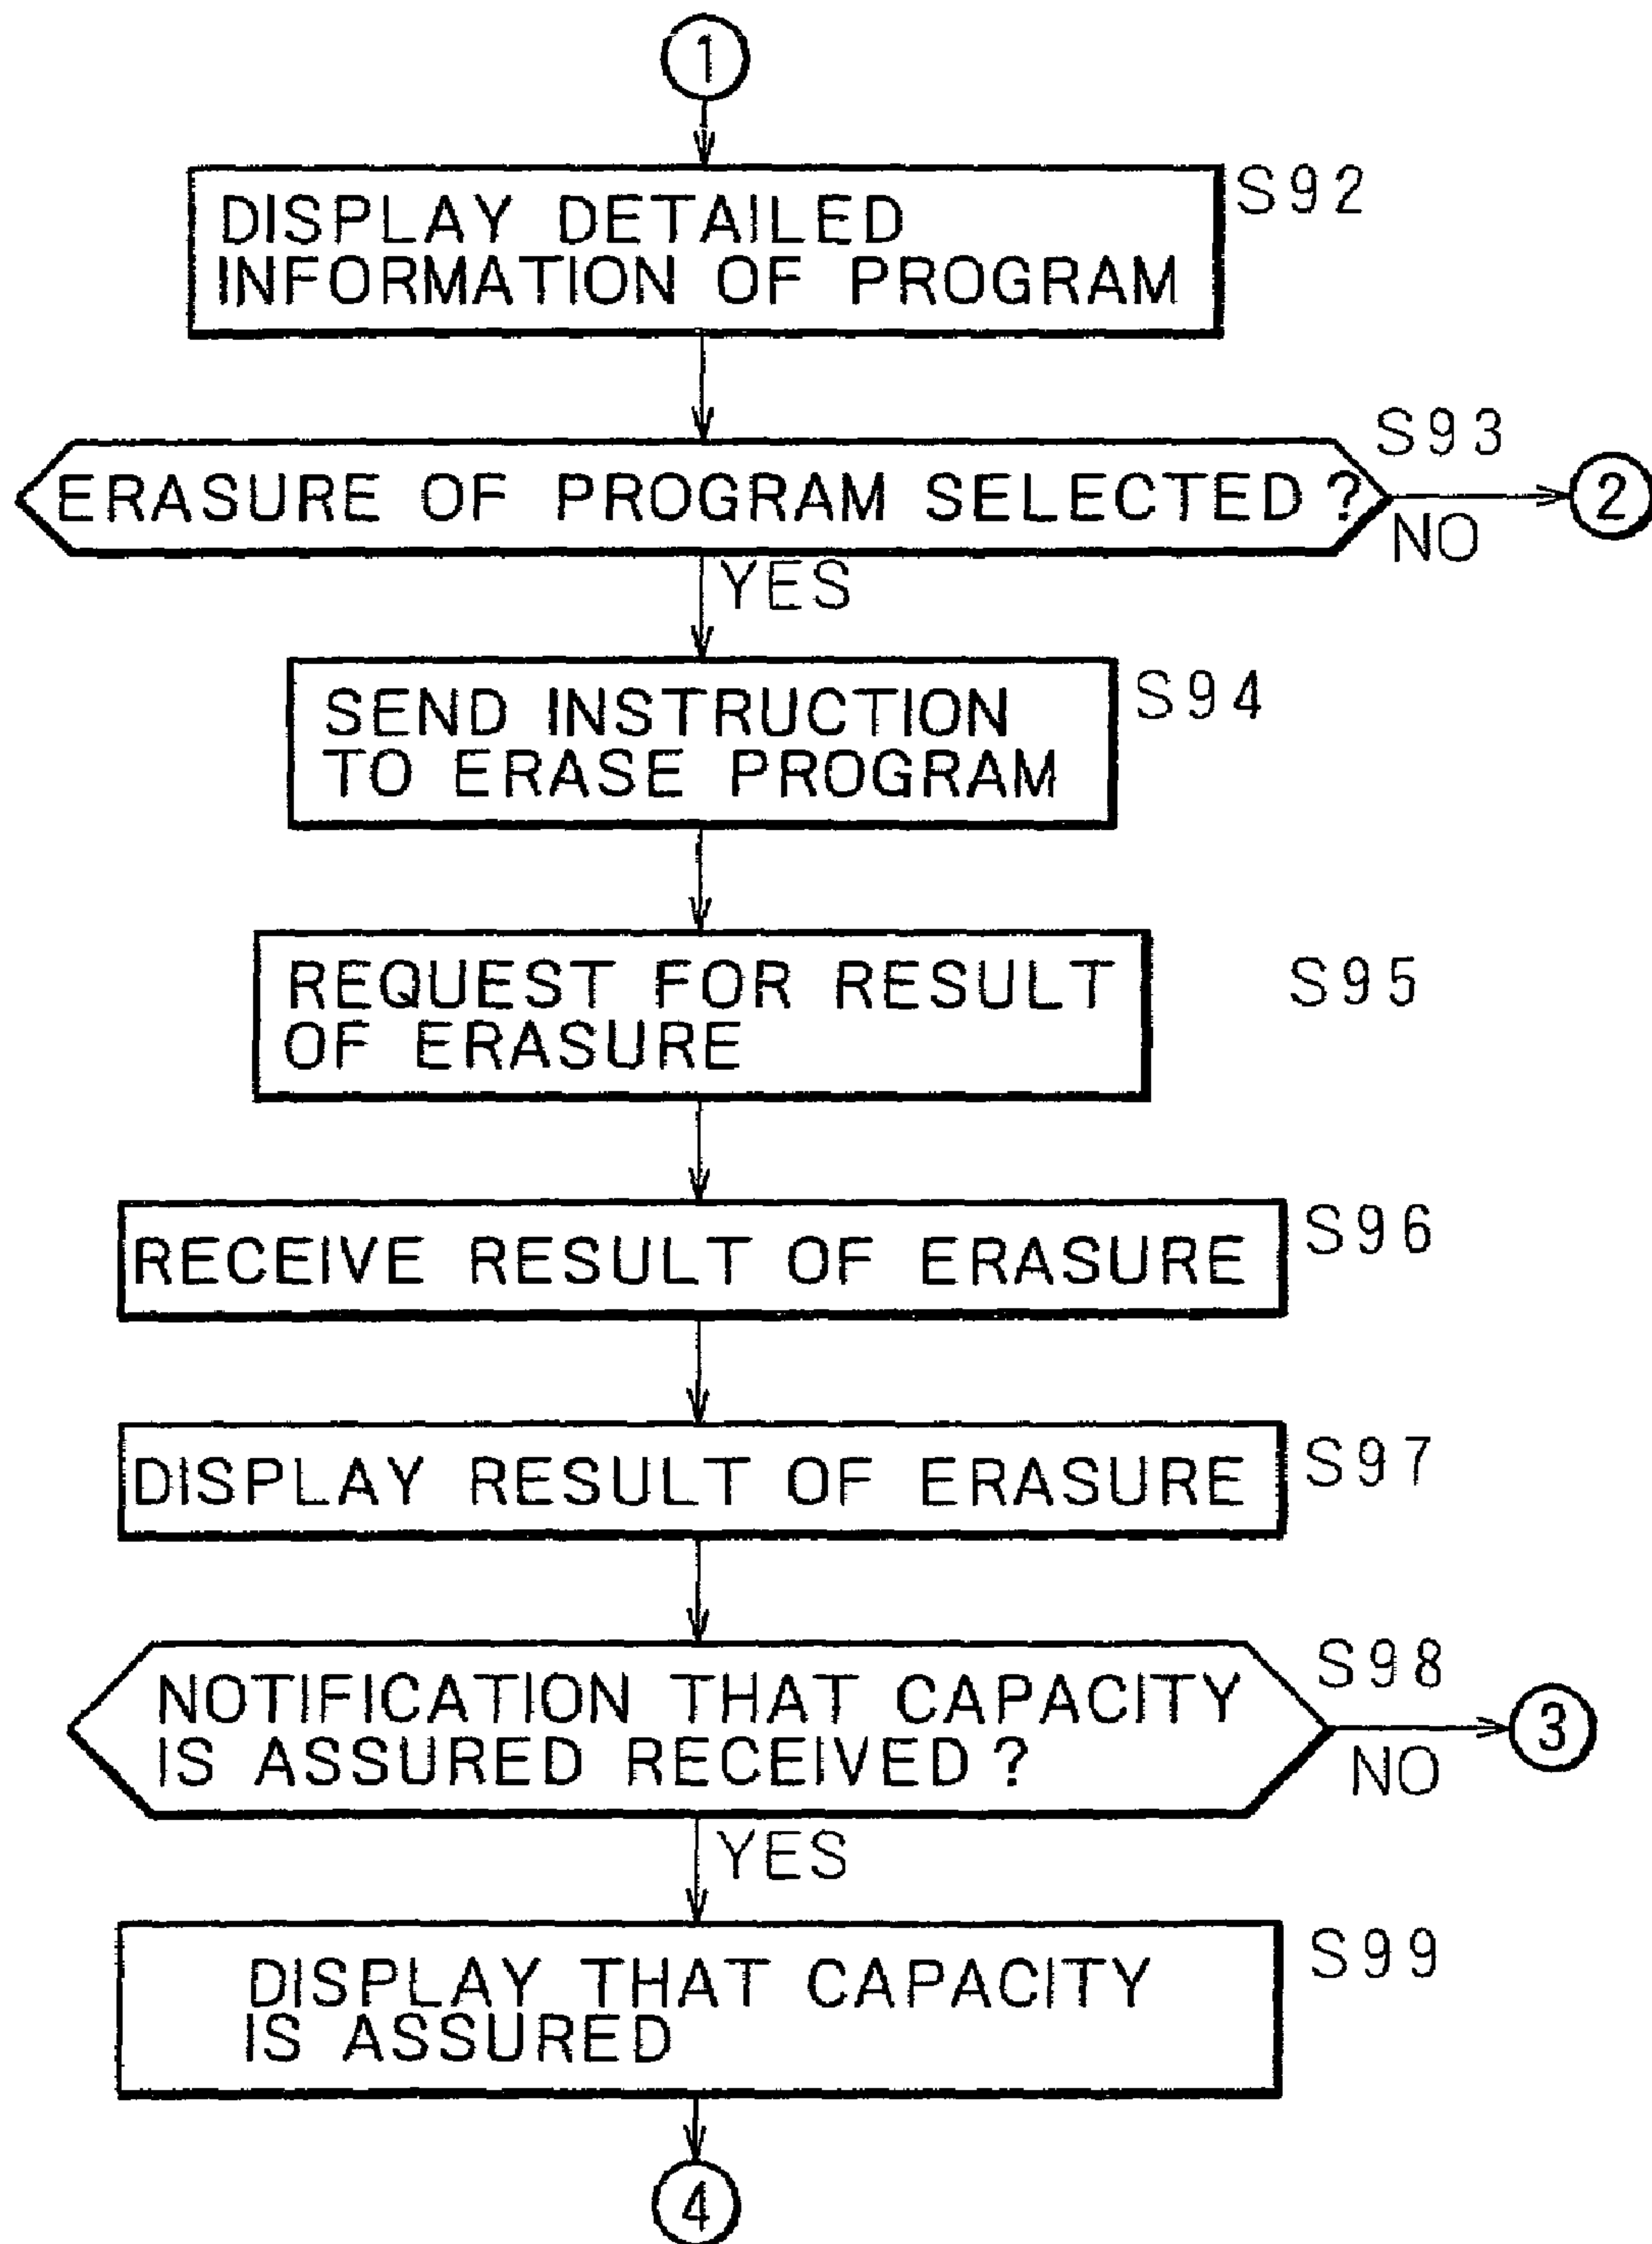 1
S92
DISPLAY DETAILED
INFORMATION OF PROGRAM
S93
ERASURE OF PROGRAM SELECTED?
2
NO
YES
S94
SEND INSTRUCTION
TO ERASE PROGRAM
S95
REQUEST FOR RESULT
OF ERASURE
S96
RECEIVE RESULT OF ERASURE
S97
DISPLAY RESULT OF ERASURE
S98
NOTIFICATION THAT CAPACITY
IS ASSURED RECEIVED?
3
NO
YES
S99
DISPLAY THAT CAPACITY
IS ASSURED
4